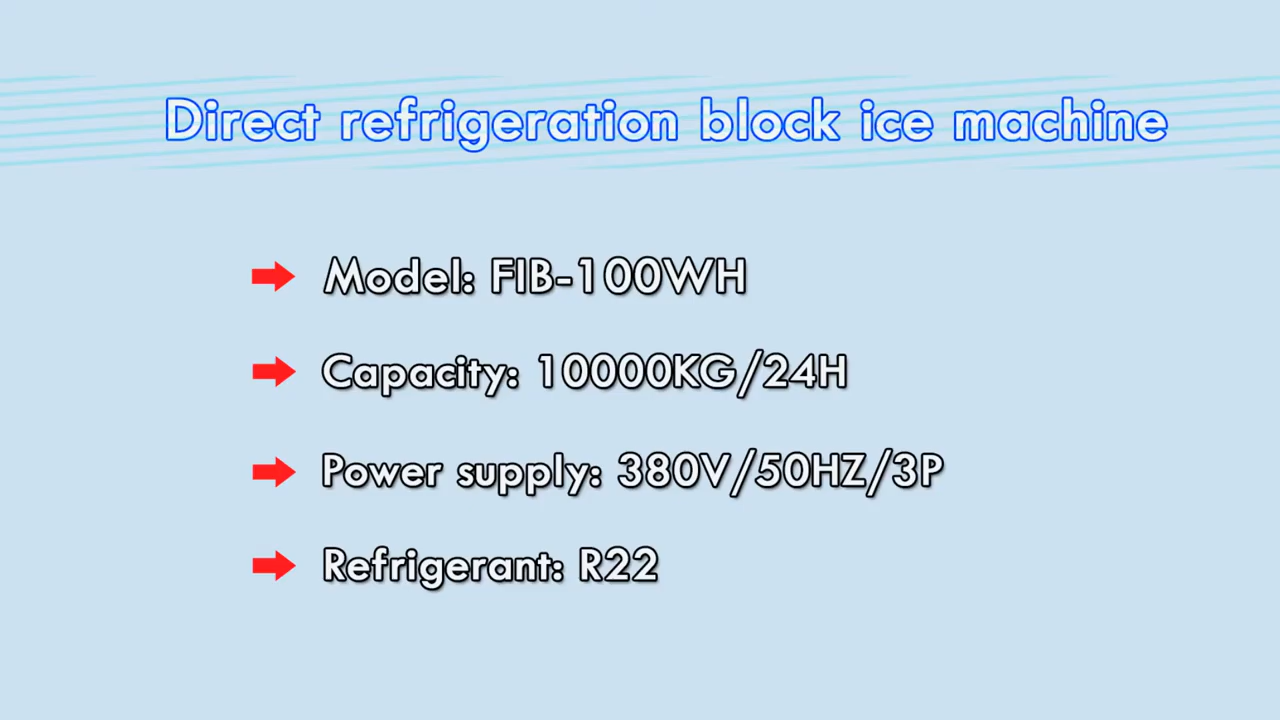 Direct refrigeration block ice machine
Model: FIB-100WH
Capacity: 10000KG/24H
Power supply: 380V/50HZ/3P
Refrigerant: R22